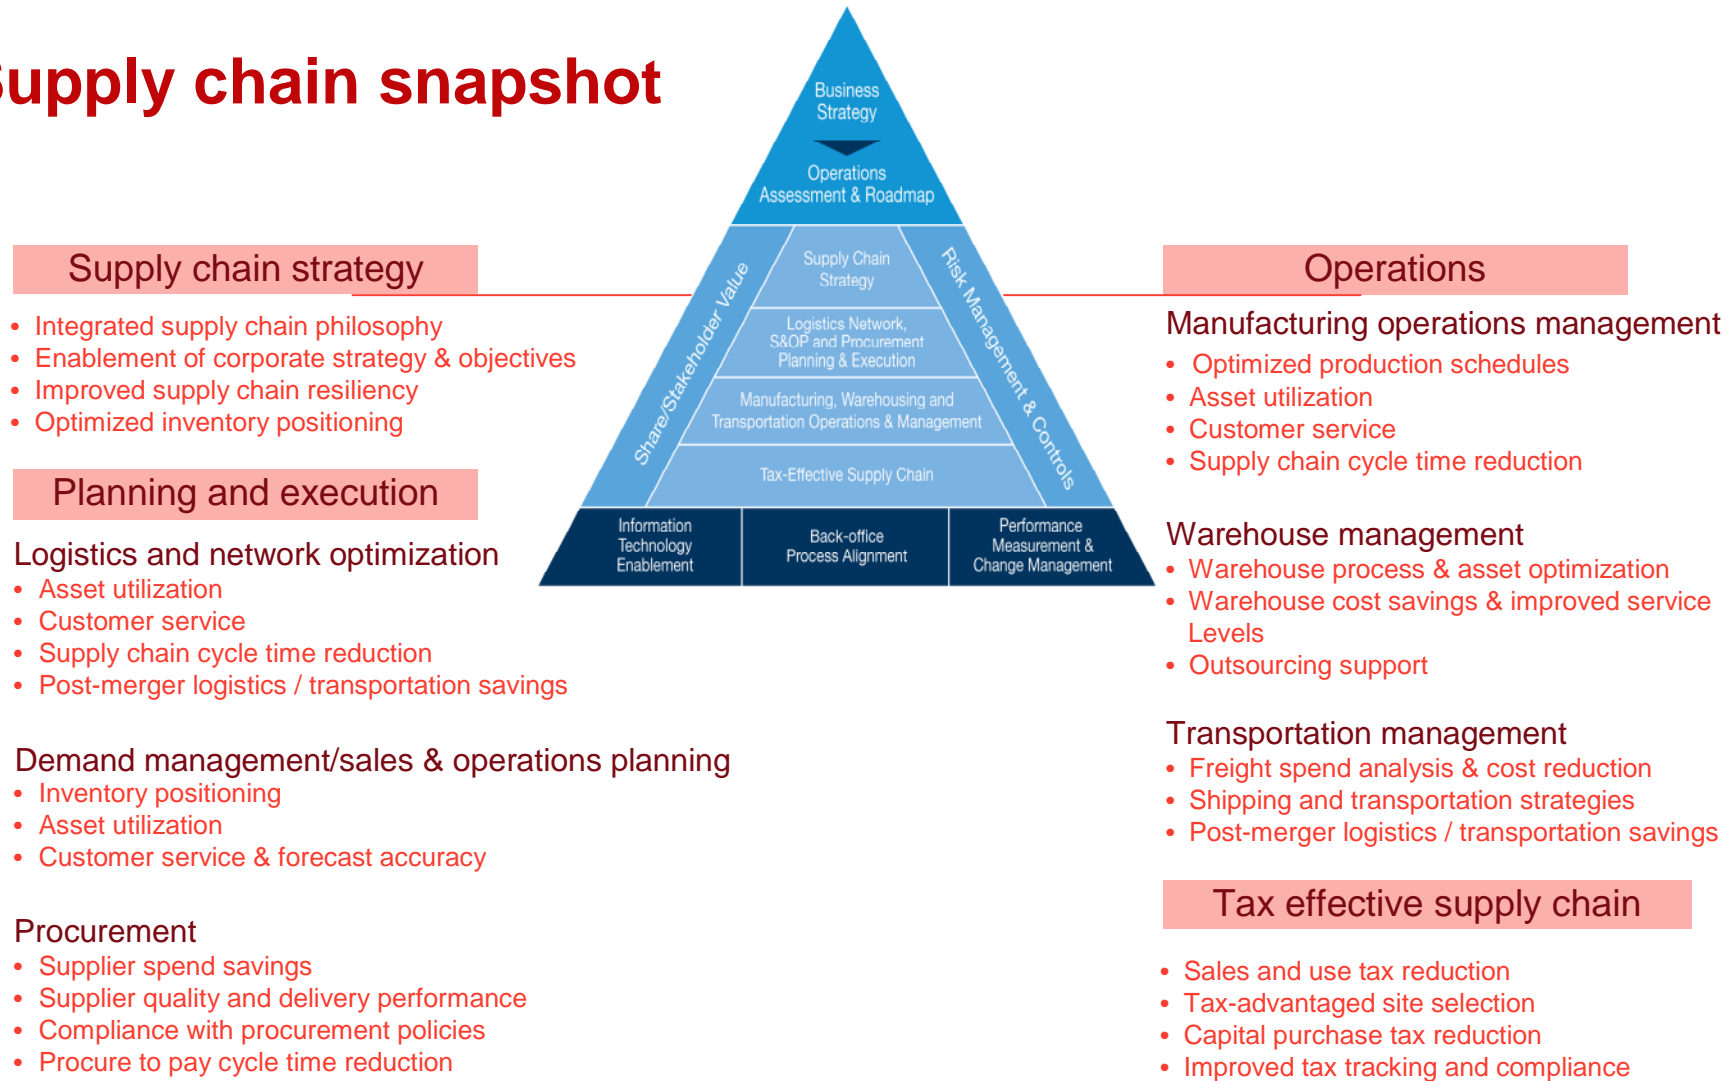 Supply chain snapshot
Business
Strategy
Operations
Assessment & Roadmap
Share/Stakeholder Value
Risk Management & Controls
Supply Chain
Strategy
Logistics Network,
S&OP and Procurement
Planning & Execution
Manufacturing, Warehousing and
Transportation Operations & Management
Tax-Effective Supply Chain
Information
Technology
Enablement
Back-office
Process Alignment
Performance
Measurement &
Change Management
Supply chain strategy
• Integrated supply chain philosophy
• Enablement of corporate strategy & objectives
• Improved supply chain resiliency
• Optimized inventory positioning
Planning and execution
Logistics and network optimization
• Asset utilization
• Customer service
• Supply chain cycle time reduction
• Post-merger logistics / transportation savings
Demand management/sales & operations planning
• Inventory positioning
• Asset utilization
• Customer service & forecast accuracy
Procurement
• Supplier spend savings
• Supplier quality and delivery performance
• Compliance with procurement policies
• Procure to pay cycle time reduction
Operations
Manufacturing operations management
• Optimized production schedules
• Asset utilization
• Customer service
• Supply chain cycle time reduction
Warehouse management
• Warehouse process & asset optimization
• Warehouse cost savings & improved service
Levels
• Outsourcing support
Transportation management
• Freight spend analysis & cost reduction
• Shipping and transportation strategies
• Post-merger logistics / transportation savings
Tax effective supply chain
• Sales and use tax reduction
• Tax-advantaged site selection
• Capital purchase tax reduction
• Improved tax tracking and compliance